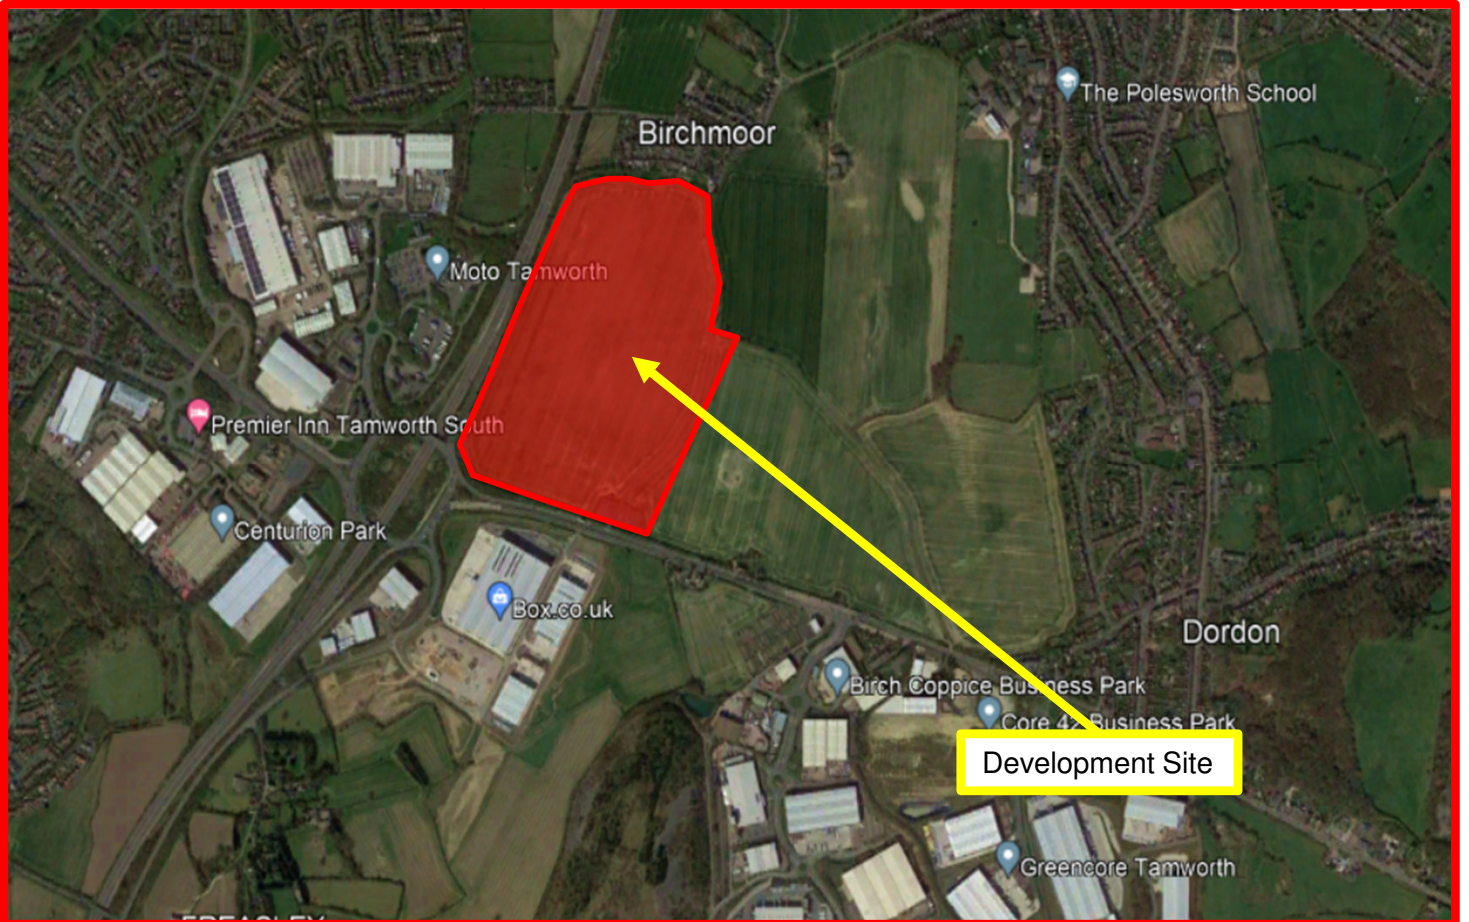 The Polesworth School
Birchmoor
Moto Tamworth
Premier Inn Tamworth South
Centurion Park
Box.co.uk
Dordon
Birch Coppice Business Park
Core 42 Business Park
Development Site
Greencore Tamworth